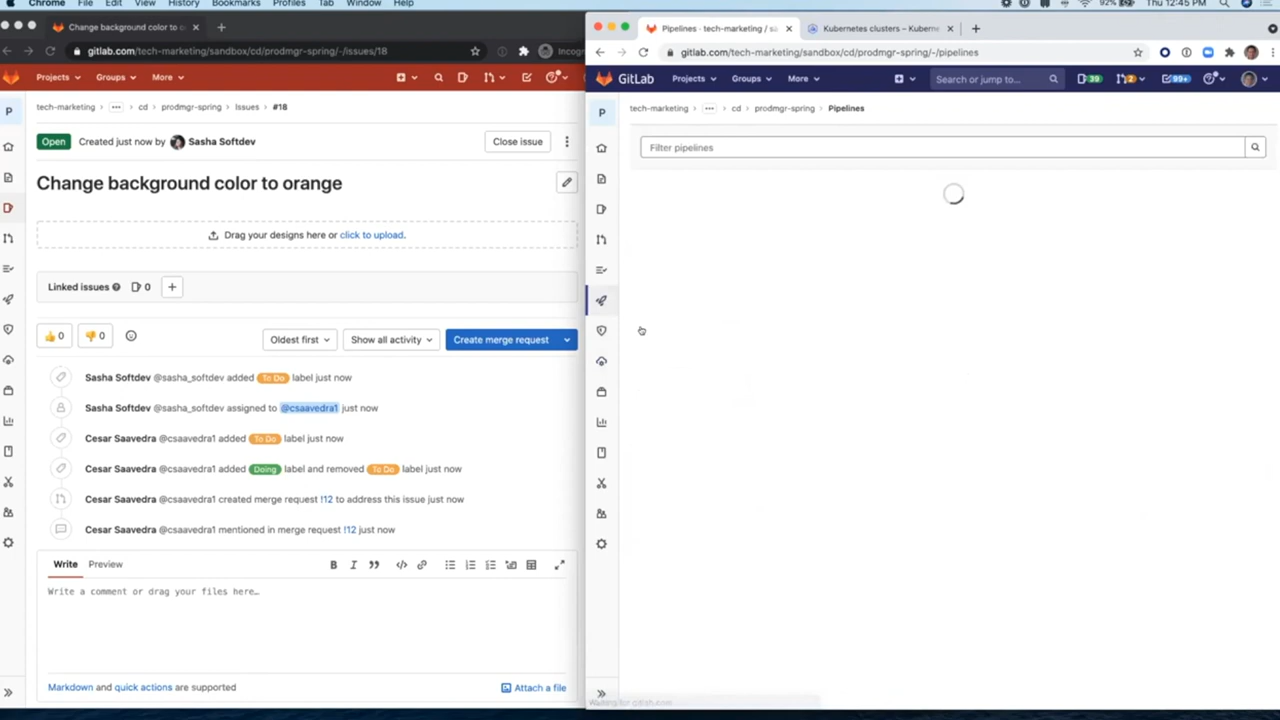 Chrome File Edit View History Bookmarks Profiles Tab Window Help 92% Thu 12:45 PM
Change background color to o
gitlab.com/tech-marketing/sandbox/cd/prodmgr-spring/-/issues/18
Incog
Projects Groups More
tech-marketing › ... › cd › prodmgr-spring › Issues › #18
Open Created just now by Sasha Softdev Close issue
Change background color to orange
Drag your designs here or click to upload.
Linked issues 0 +
👍 0 👎 0 Oldest first Show all activity Create merge request
Sasha Softdev @sasha_softdev added To Do label just now
Sasha Softdev @sasha_softdev assigned to @csaavedra1 just now
Cesar Saavedra @csaavedra1 added To Do label just now
Cesar Saavedra @csaavedra1 added Doing label and removed To Do label just now
Cesar Saavedra @csaavedra1 created merge request !12 to address this issue just now
Cesar Saavedra @csaavedra1 mentioned in merge request !12 just now
Write Preview
Write a comment or drag your files here...
Markdown and quick actions are supported Attach a file
P
Pipelines · tech-marketing / sa
Kubernetes clusters – Kuberne
gitlab.com/tech-marketing/sandbox/cd/prodmgr-spring/-/pipelines
GitLab Projects Groups More Search or jump to... 39 2 99+
P
tech-marketing › ... › cd › prodmgr-spring › Pipelines
Filter pipelines
Waiting for gitlab.com...